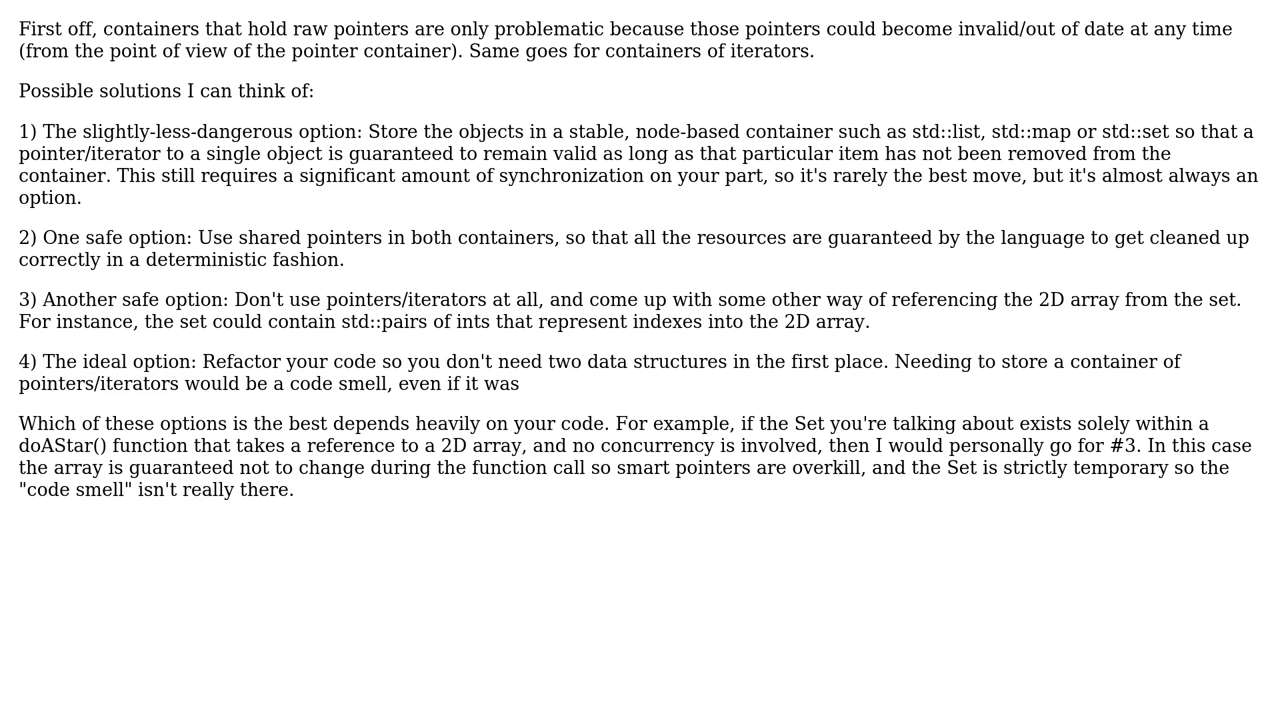 First off, containers that hold raw pointers are only problematic because those pointers could become invalid/out of date at any time
(from the point of view of the pointer container). Same goes for containers of iterators.
Possible solutions I can think of:
1) The slightly-less-dangerous option: Store the objects in a stable, node-based container such as std::list, std::map or std::set so that a
pointer/iterator to a single object is guaranteed to remain valid as long as that particular item has not been removed from the
container. This still requires a significant amount of synchronization on your part, so it's rarely the best move, but it's almost always an
option.
2) One safe option: Use shared pointers in both containers, so that all the resources are guaranteed by the language to get cleaned up
correctly in a deterministic fashion.
3) Another safe option: Don't use pointers/iterators at all, and come up with some other way of referencing the 2D array from the set.
For instance, the set could contain std::pairs of ints that represent indexes into the 2D array.
4) The ideal option: Refactor your code so you don't need two data structures in the first place. Needing to store a container of
pointers/iterators would be a code smell, even if it was
Which of these options is the best depends heavily on your code. For example, if the Set you're talking about exists solely within a
doAStar() function that takes a reference to a 2D array, and no concurrency is involved, then I would personally go for #3. In this case
the array is guaranteed not to change during the function call so smart pointers are overkill, and the Set is strictly temporary so the
"code smell" isn't really there.